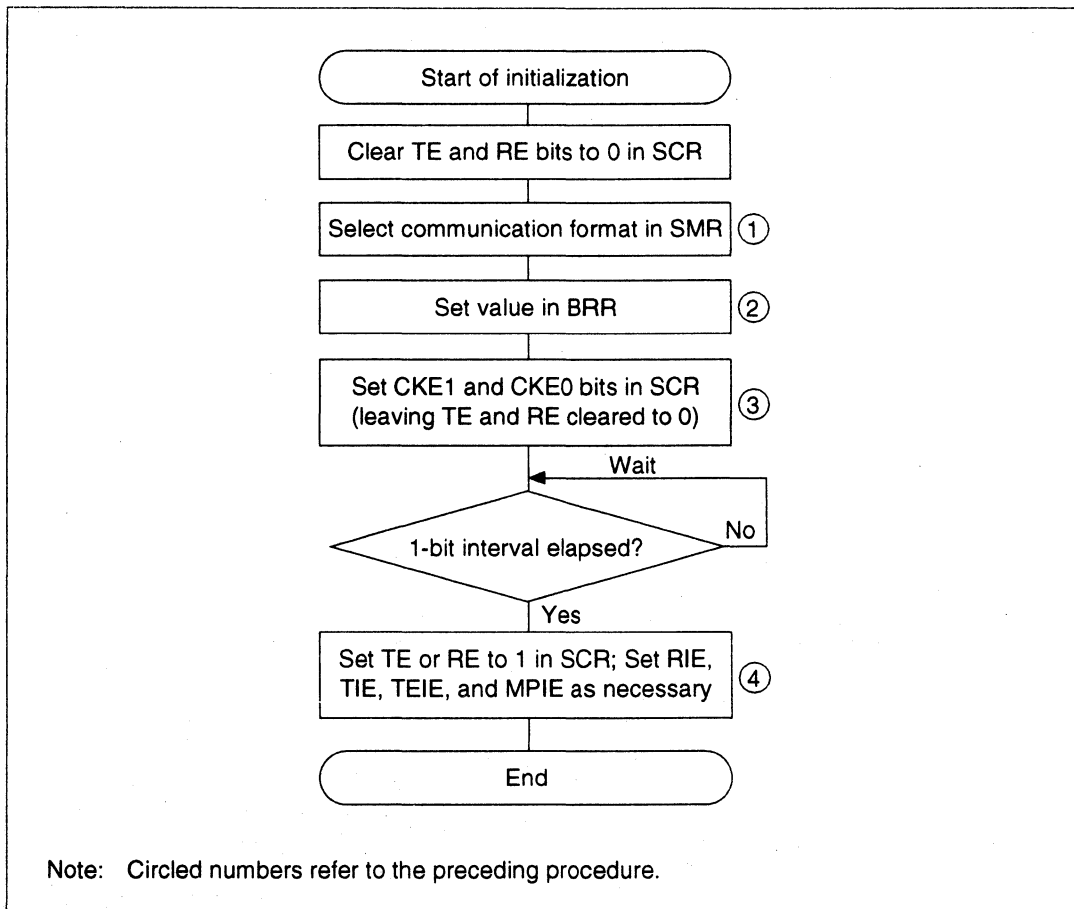 Start of initialization
Clear TE and RE bits to 0 in SCR
Select communication format in SMR ①
Set value in BRR ②
Set CKE1 and CKE0 bits in SCR
(leaving TE and RE cleared to 0) ③
Wait
No
1-bit interval elapsed?
Yes
Set TE or RE to 1 in SCR; Set RIE,
TIE, TEIE, and MPIE as necessary ④
End
Note: Circled numbers refer to the preceding procedure.